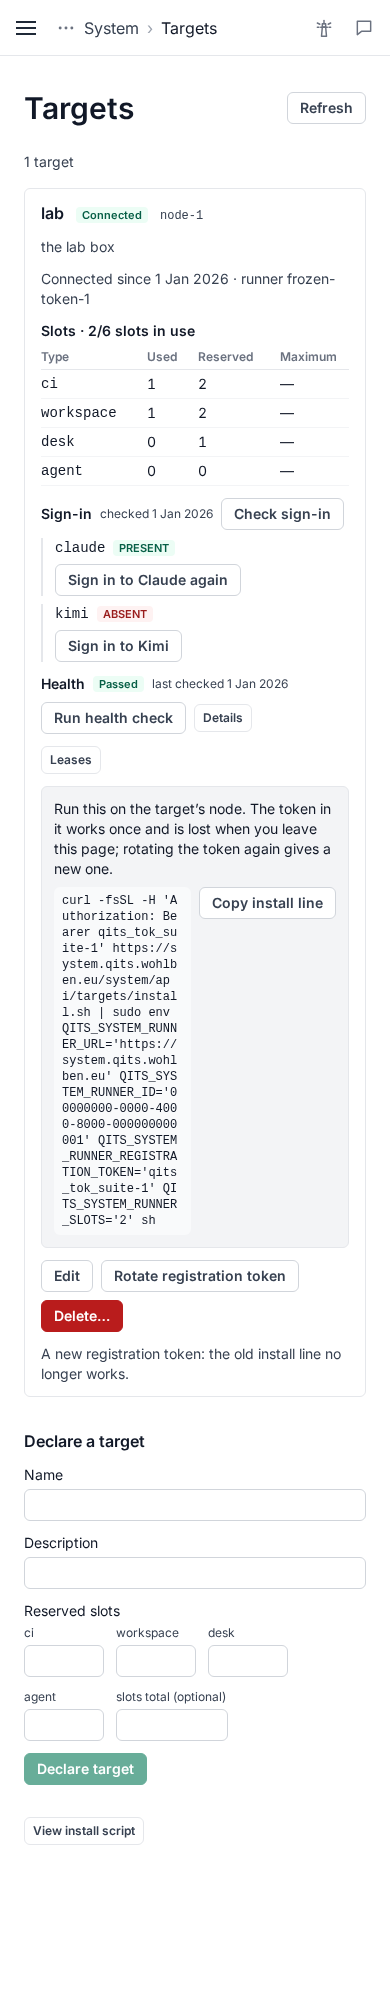 ··· System › Targets
Targets
Refresh
1 target
lab Connected node-1
the lab box
Connected since 1 Jan 2026 · runner frozen-
token-1
Slots · 2/6 slots in use
Type Used Reserved Maximum
ci 1 2 —
workspace 1 2 —
desk 0 1 —
agent 0 0 —
Sign-in checked 1 Jan 2026 Check sign-in
claude PRESENT
Sign in to Claude again
kimi ABSENT
Sign in to Kimi
Health Passed last checked 1 Jan 2026
Run health check Details
Leases
Run this on the target’s node. The token in
it works once and is lost when you leave
this page; rotating the token again gives a
new one.
Copy install line
curl -fsSL -H 'A
uthorization: Be
arer qits_tok_su
ite-1' https://s
ystem.qits.wohlb
en.eu/system/ap
i/targets/instal
l.sh | sudo env
QITS_SYSTEM_RUNN
ER_URL='https://
system.qits.wohl
ben.eu' QITS_SYS
TEM_RUNNER_ID='0
0000000-0000-400
0-8000-000000000
001' QITS_SYSTEM
_RUNNER_REGISTRA
TION_TOKEN='qits
_tok_suite-1' QI
TS_SYSTEM_RUNNER
_SLOTS='2' sh
Edit Rotate registration token
Delete…
A new registration token: the old install line no
longer works.
Declare a target
Name
Description
Reserved slots
ci workspace desk
agent slots total (optional)
Declare target
View install script